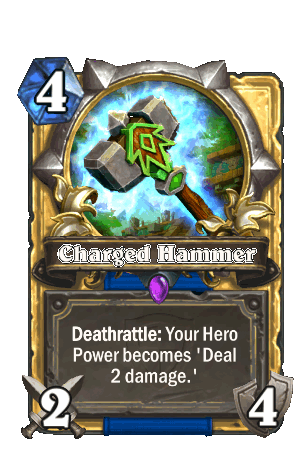 4
Charged Hammer
Deathrattle: Your Hero
Power becomes 'Deal
2 damage.'
2
4